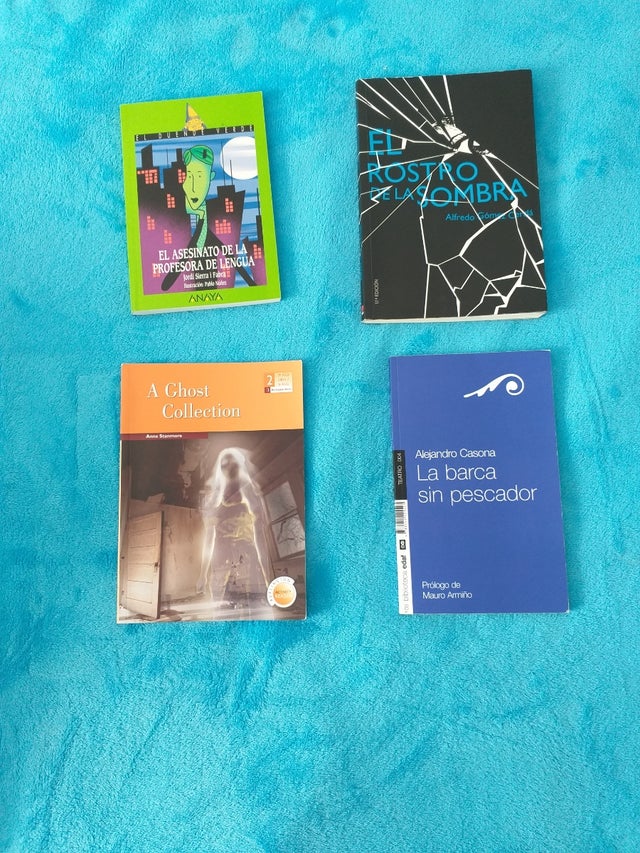 EL DUENDE VERDE
EL ASESINATO DE LA
PROFESORA DE LENGUA
Jordi Sierra i Fabra
Ilustración: Pablo Núñez
ANAYA
EL
ROSTRO
DE LA SOMBRA
Alfredo Gómez Cerdá
11ª EDICIÓN
A Ghost
Collection
2
Anna Stanmore
Alejandro Casona
La barca
sin pescador
TEATRO
edaf
Prólogo de
Mauro Armiño